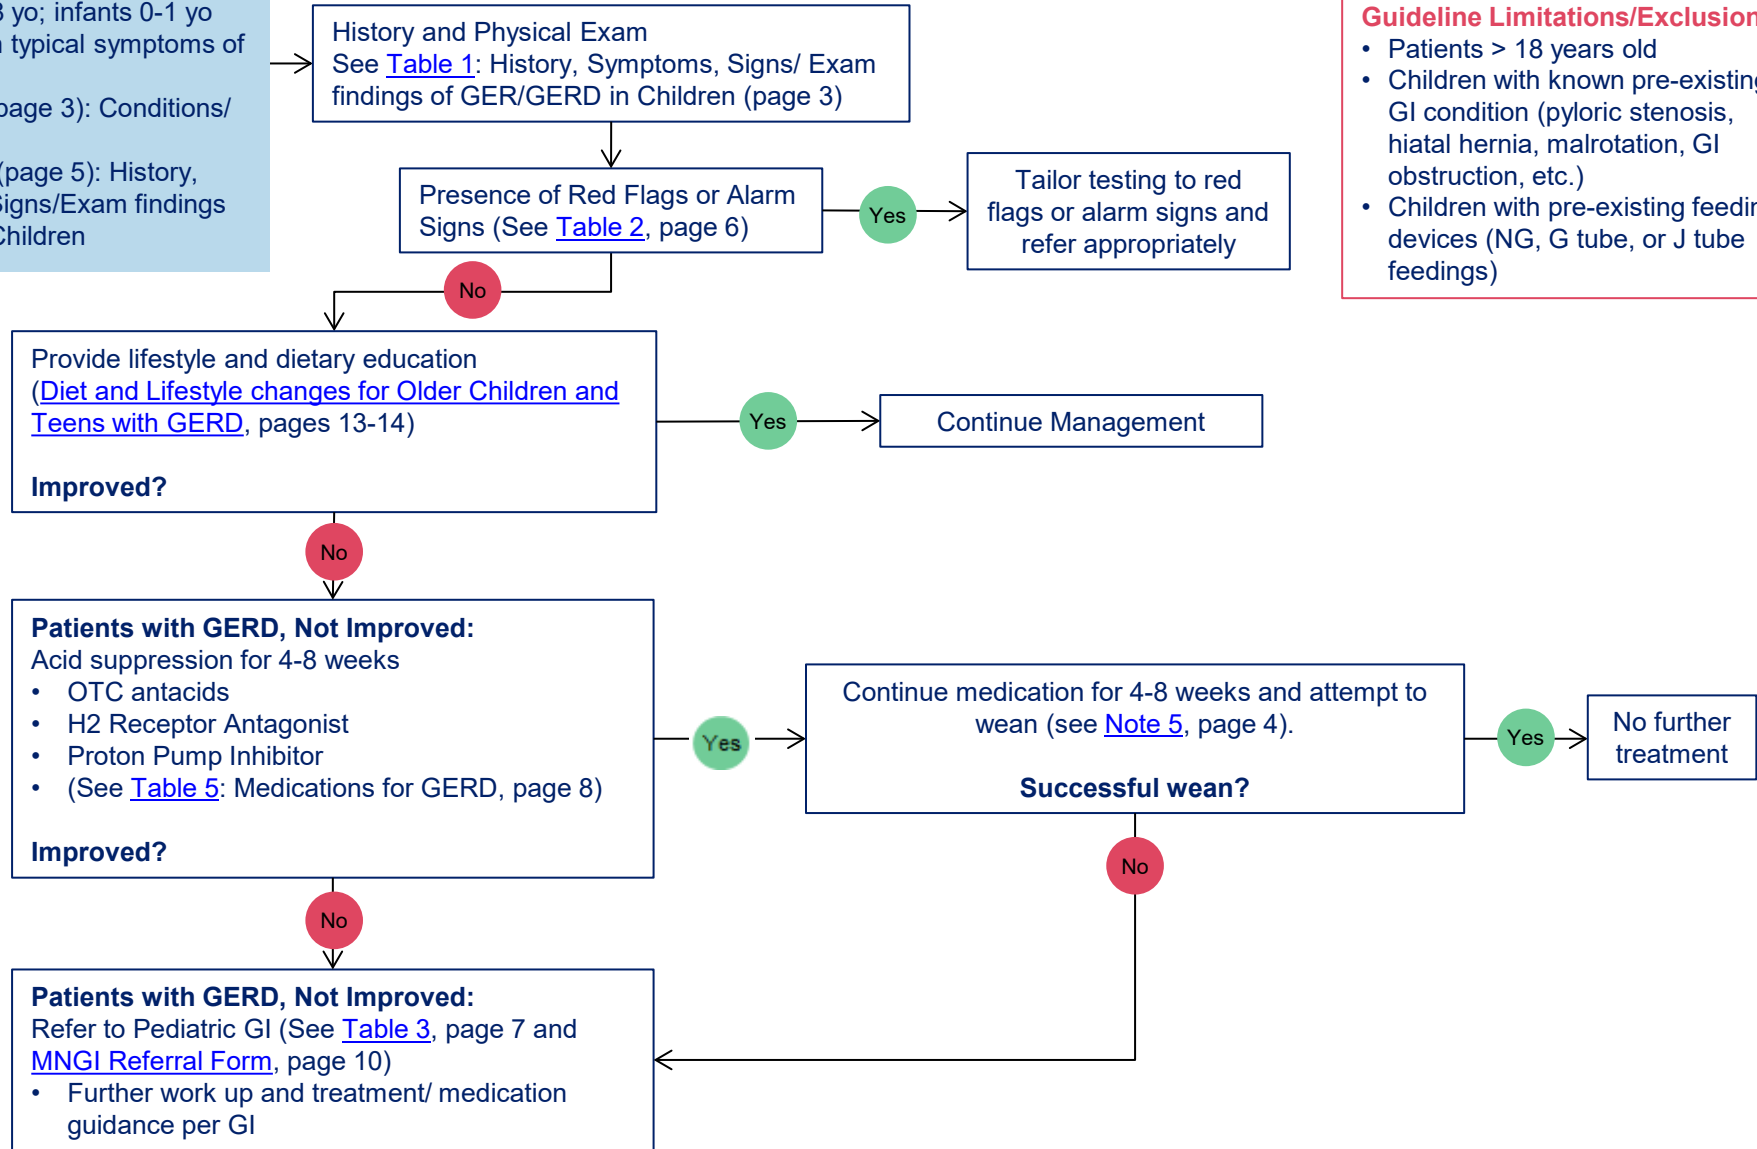 3 yo; infants 0-1 yo
typical symptoms of
page 3): Conditions/
(page 5): History,
Signs/Exam findings
Children
History and Physical Exam
See Table 1: History, Symptoms, Signs/ Exam
findings of GER/GERD in Children (page 3)
Guideline Limitations/Exclusion
• Patients > 18 years old
• Children with known pre-existing
GI condition (pyloric stenosis,
hiatal hernia, malrotation, GI
obstruction, etc.)
• Children with pre-existing feedin
devices (NG, G tube, or J tube
feedings)
Presence of Red Flags or Alarm
Signs (See Table 2, page 6)
Yes
Tailor testing to red
flags or alarm signs and
refer appropriately
No
Provide lifestyle and dietary education
(Diet and Lifestyle changes for Older Children and
Teens with GERD, pages 13-14)
Improved?
Yes
Continue Management
No
Patients with GERD, Not Improved:
Acid suppression for 4-8 weeks
• OTC antacids
• H2 Receptor Antagonist
• Proton Pump Inhibitor
• (See Table 5: Medications for GERD, page 8)
Improved?
Yes
Continue medication for 4-8 weeks and attempt to
wean (see Note 5, page 4).
Successful wean?
Yes
No further
treatment
No
No
Patients with GERD, Not Improved:
Refer to Pediatric GI (See Table 3, page 7 and
MNGI Referral Form, page 10)
• Further work up and treatment/ medication
guidance per GI